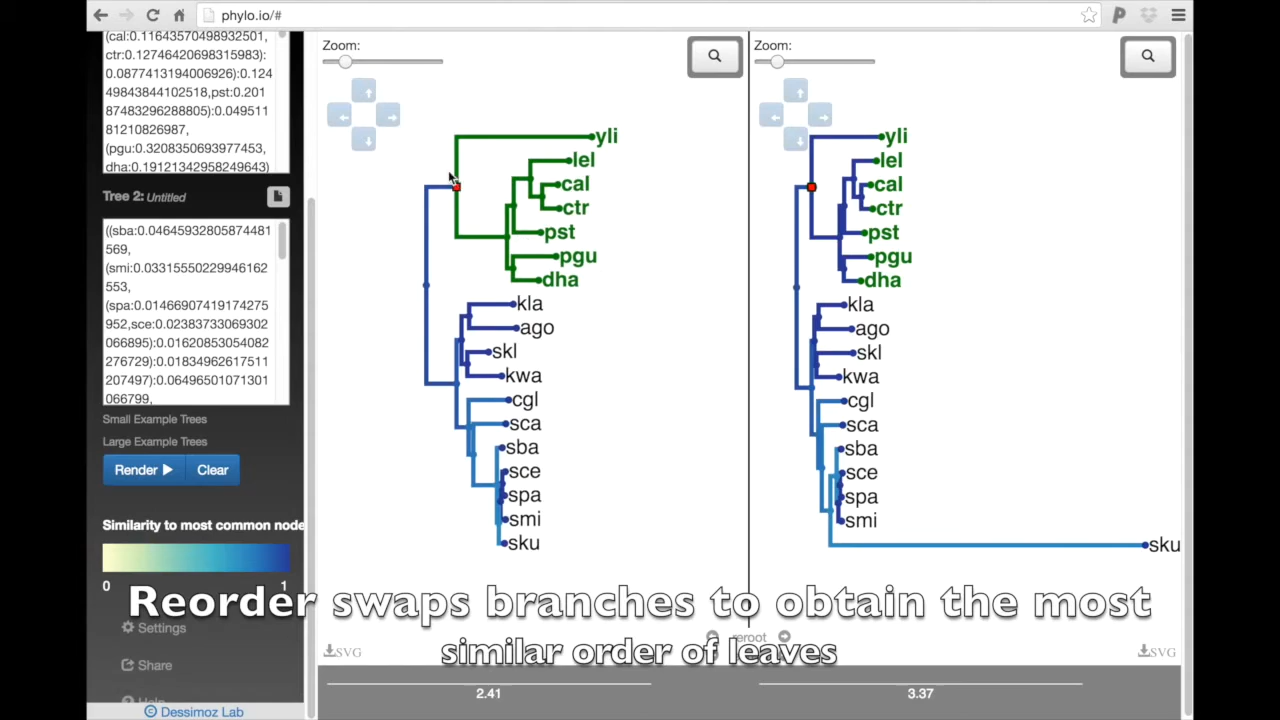 phylo.io/#
(cal:0.11643570498932501,
ctr:0.12746420698315983):
0.0877413194006926):0.124
49843844102518,pst:0.201
87483296288805):0.049511
81210826987,
(pgu:0.3208350693977453,
dha:0.19121342958249643)
Tree 2: Untitled
((sba:0.04645932805874481
569,
(smi:0.03315550229946162
553,
(spa:0.01466907419174275
952,sce:0.02383733069302
066895):0.01620853054082
276729):0.01834962617511
207497):0.06496501071301
066799,
Small Example Trees
Large Example Trees
Render
Clear
Similarity to most common node
0
1
Settings
Share
Help
© Dessimoz Lab
Zoom:
yli
lel
cal
ctr
pst
pgu
dha
kla
ago
skl
kwa
cgl
sca
sba
sce
spa
smi
sku
SVG
2.41
Zoom:
yli
lel
cal
ctr
pst
pgu
dha
kla
ago
skl
kwa
cgl
sca
sba
sce
spa
smi
sku
reroot
SVG
3.37
Reorder swaps branches to obtain the most
similar order of leaves